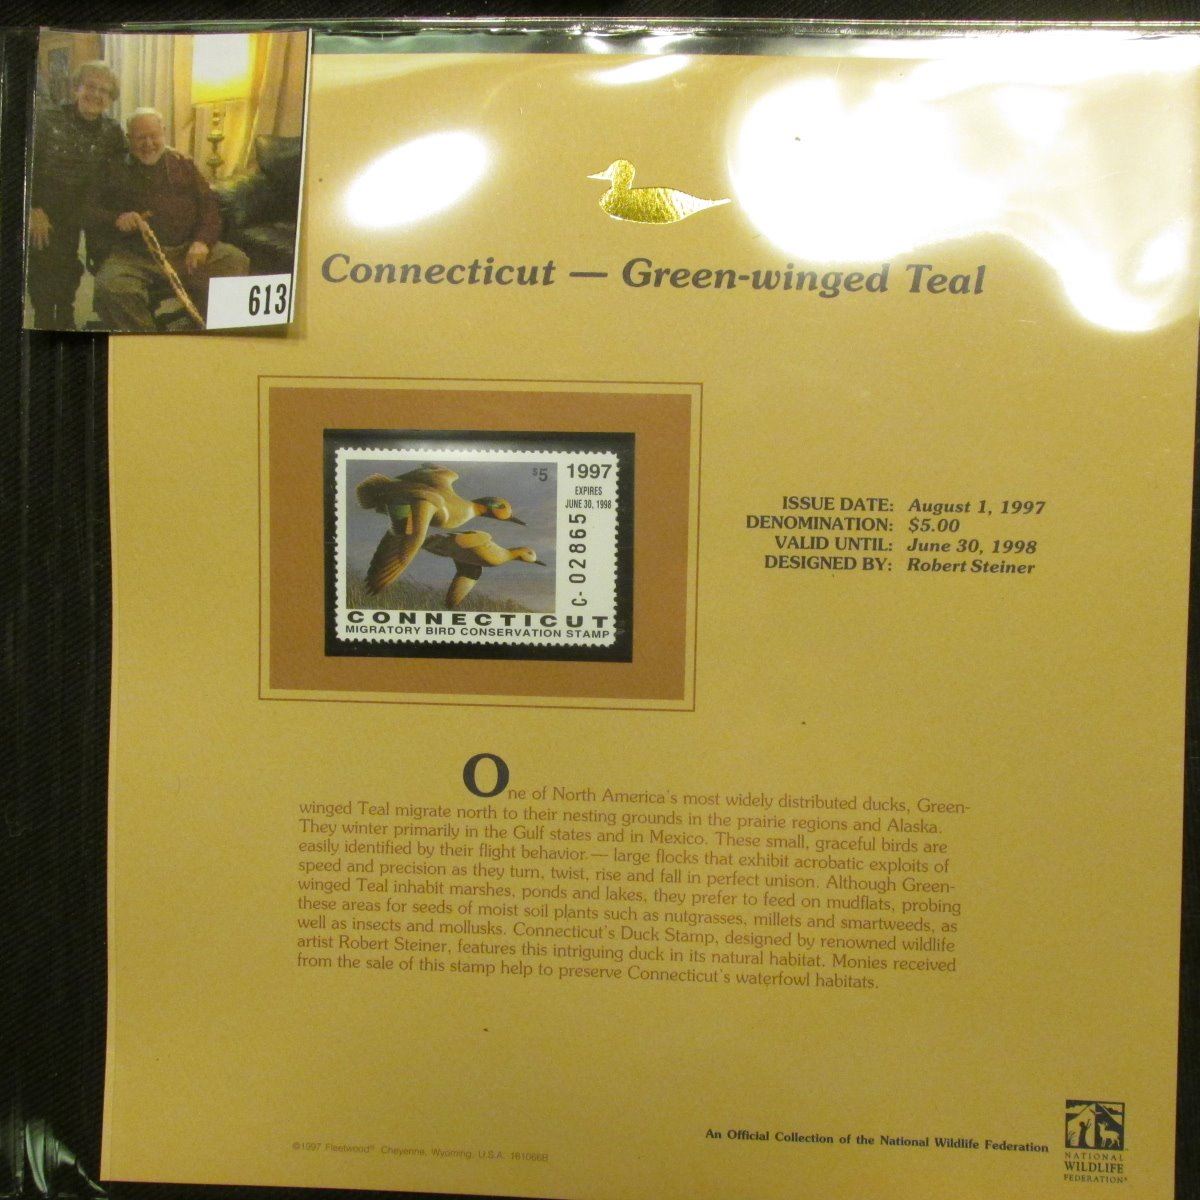 613
Connecticut — Green-winged Teal
$5
1997
EXPIRES
JUNE 30, 1998
C-02865
CONNECTICUT
MIGRATORY BIRD CONSERVATION STAMP
ISSUE DATE: August 1, 1997
DENOMINATION: $5.00
VALID UNTIL: June 30, 1998
DESIGNED BY: Robert Steiner
One of North America's most widely distributed ducks, Green-
winged Teal migrate north to their nesting grounds in the prairie regions and Alaska.
They winter primarily in the Gulf states and in Mexico. These small, graceful birds are
easily identified by their flight behavior — large flocks that exhibit acrobatic exploits of
speed and precision as they turn, twist, rise and fall in perfect unison. Although Green-
winged Teal inhabit marshes, ponds and lakes, they prefer to feed on mudflats, probing
these areas for seeds of moist soil plants such as nutgrasses, millets and smartweeds, as
well as insects and mollusks. Connecticut's Duck Stamp, designed by renowned wildlife
artist Robert Steiner, features this intriguing duck in its natural habitat. Monies received
from the sale of this stamp help to preserve Connecticut's waterfowl habitats.
©1997 Fleetwood® Cheyenne, Wyoming, U.S.A. 161066B
An Official Collection of the National Wildlife Federation
NATIONAL
WILDLIFE
FEDERATION®